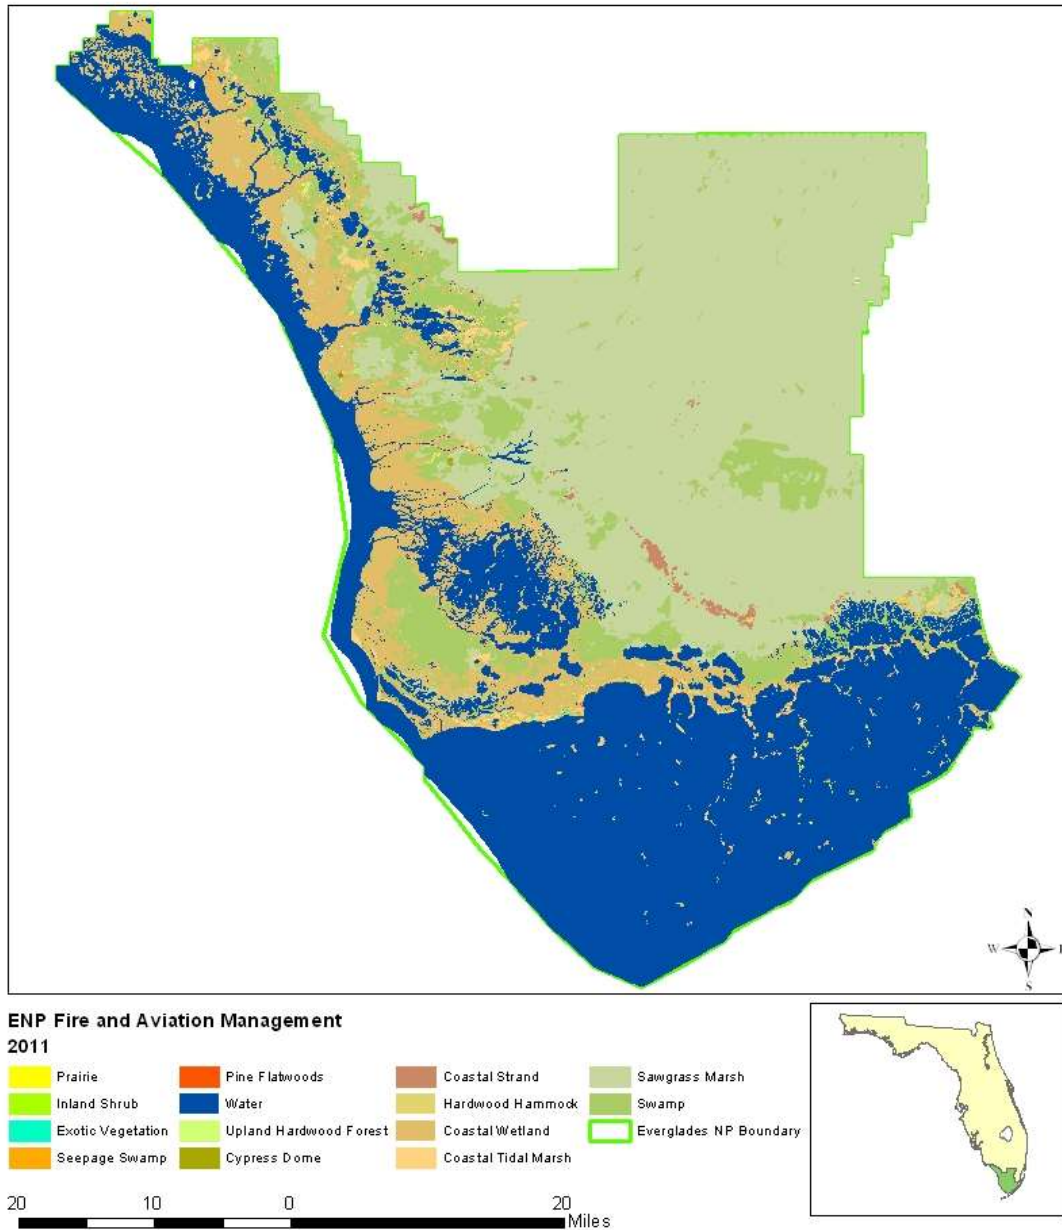 N
W E
S
ENP Fire and Aviation Management
2011
Prairie
Inland Shrub
Exotic Vegetation
Seepage Swamp
Pine Flatwoods
Water
Upland Hardwood Forest
Cypress Dome
Coastal Strand
Hardwood Hammock
Coastal Wetland
Coastal Tidal Marsh
Sawgrass Marsh
Swamp
Everglades NP Boundary
20 10 0 20
Miles